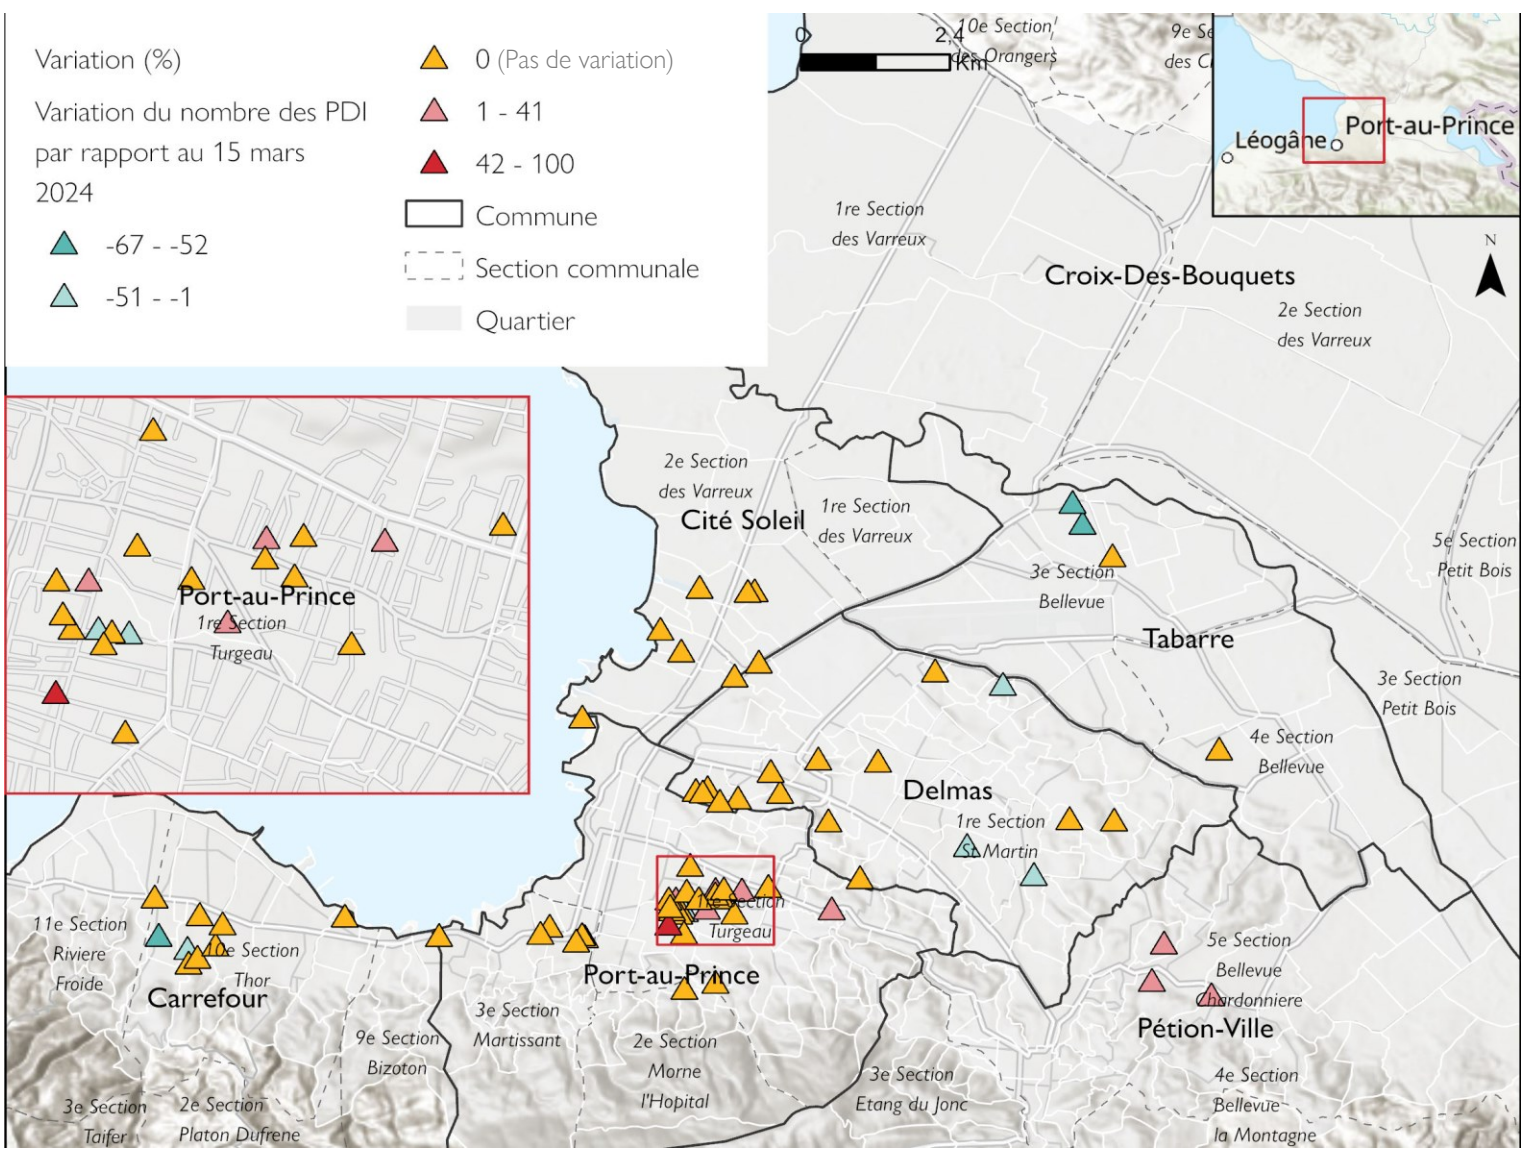 Variation (%)
Variation du nombre des PDI
par rapport au 15 mars
2024
-67 - -52
-51 - -1
0 (Pas de variation)
1 - 41
42 - 100
Commune
Section communale
Quartier
0
2,4
Km
10e Section
des Orangers
9e Se
des C
Léogâne
Port-au-Prince
N
1re Section
des Varreux
Croix-Des-Bouquets
2e Section
des Varreux
2e Section
des Varreux
Cité Soleil
1re Section
des Varreux
5e Section
Petit Bois
3e Section
Bellevue
Tabarre
3e Section
Petit Bois
Port-au-Prince
1re Section
Turgeau
4e Section
Bellevue
Delmas
1re Section
St Martin
1re Section
Turgeau
11e Section
Riviere
Froide
10e Section
Thor
Carrefour
Port-au-Prince
5e Section
Bellevue
Chardonniere
Pétion-Ville
3e Section
Martissant
9e Section
Bizoton
2e Section
Morne
l'Hopital
3e Section
Etang du Jonc
4e Section
Bellevue
la Montagne
3e Section
Taifer
2e Section
Platon Dufrene